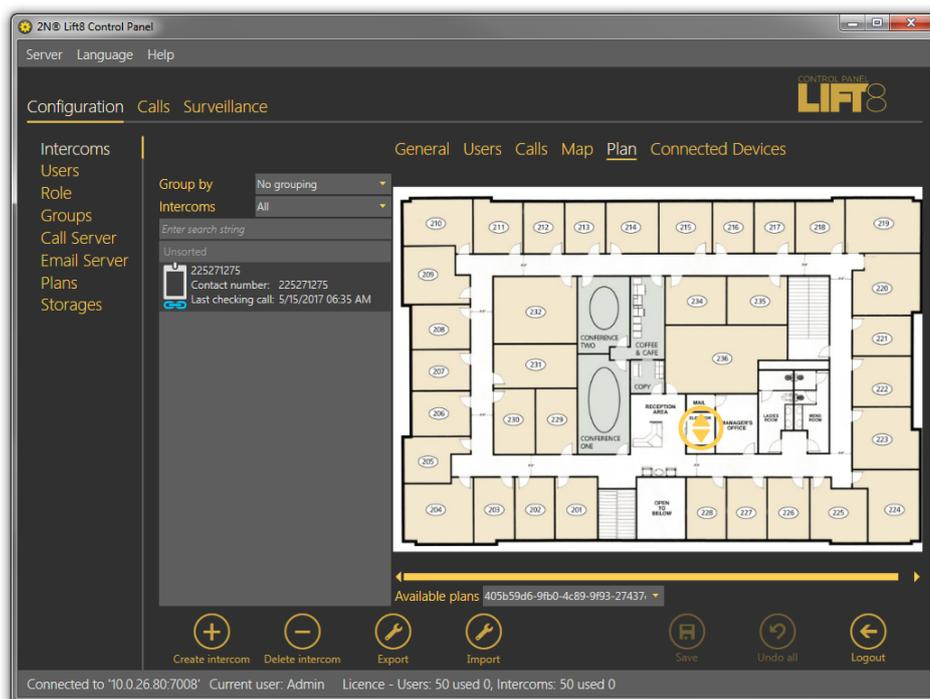 2N® Lift8 Control Panel
Server Language Help
CONTROL PANEL
LIFT8
Configuration Calls Surveillance
Intercoms
Users
Role
Groups
Call Server
Email Server
Plans
Storages
General Users Calls Map Plan Connected Devices
Group by No grouping
Intercoms All
Enter search string
Unsorted
225271275
Contact number: 225271275
Last checking call: 5/15/2017 06:35 AM
210 211 212 213 214 215 216 217 218 219
209
220
232
234 235
CONFERENCE
TWO
COFFEE
& CAFE
208
221
207
231
236
222
COPY
206
230 229
RECEPTION
AREA
MAIL
MANAGER'S
OFFICE
LADIES
ROOM
MENS
ROOM
CONFERENCE
ONE
223
205
204 203 202 201
OPEN
TO
BELOW
228 227 226 225 224
Available plans 405b59d6-9fb0-4c89-9f93-27437
Create intercom Delete intercom Export Import Save Undo all Logout
Connected to '10.0.26.80:7008' Current user: Admin Licence - Users: 50 used 0, Intercoms: 50 used 0